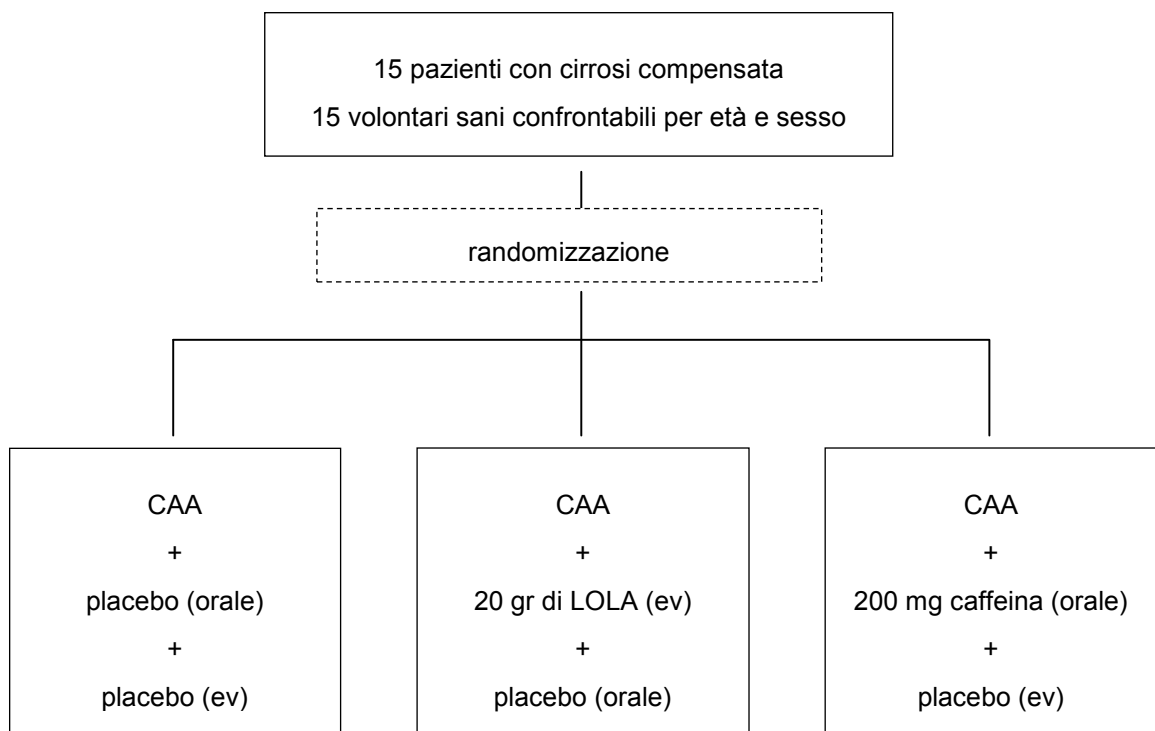 15 pazienti con cirrosi compensata
15 volontari sani confrontabili per età e sesso
randomizzazione
CAA
+
placebo (orale)
+
placebo (ev)
CAA
+
20 gr di LOLA (ev)
+
placebo (orale)
CAA
+
200 mg caffeina (orale)
+
placebo (ev)